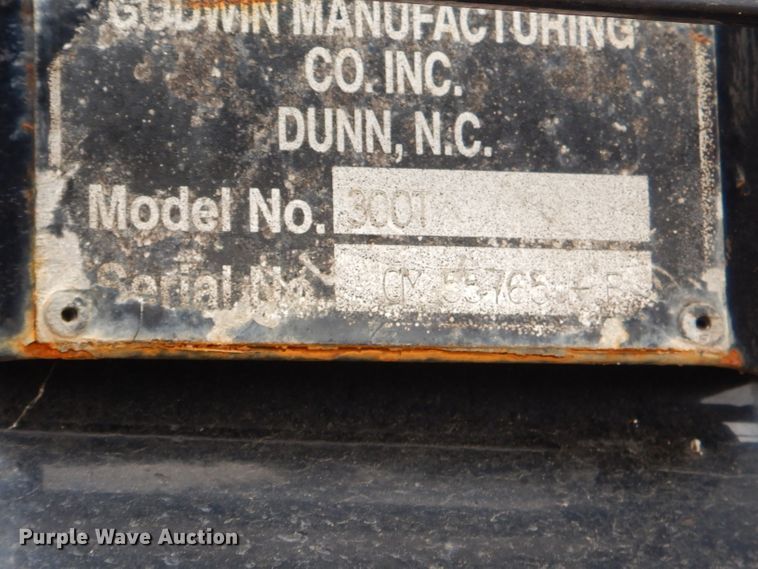 GODWIN MANUFACTURING
CO. INC.
DUNN, N.C.
Model No. 300T
Serial No.
Purple Wave Auction